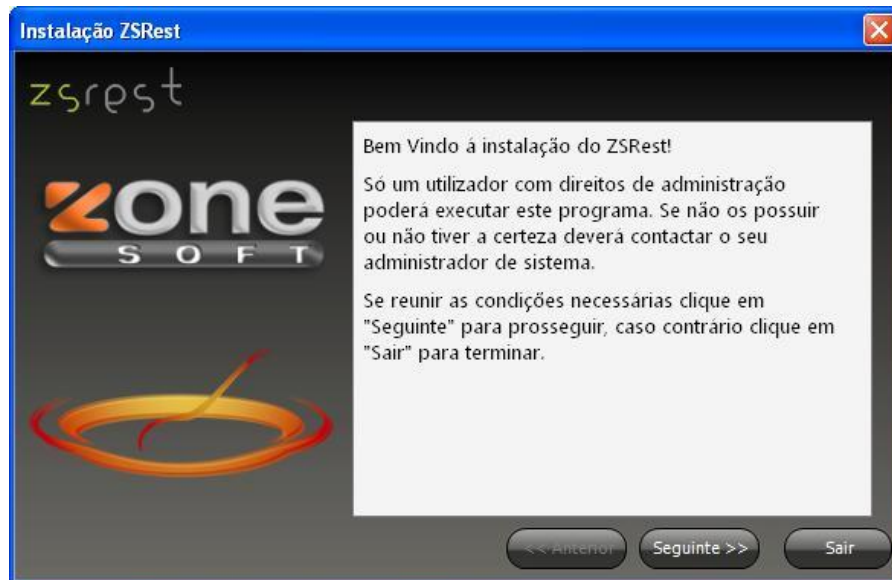 Instalação ZSRest
zsrest
zone
SOFT
Bem Vindo á instalação do ZSRest!
Só um utilizador com direitos de administração
poderá executar este programa. Se não os possuir
ou não tiver a certeza deverá contactar o seu
administrador de sistema.
Se reunir as condições necessárias clique em
"Seguinte" para prosseguir, caso contrário clique em
"Sair" para terminar.
<< Anterior
Seguinte >>
Sair